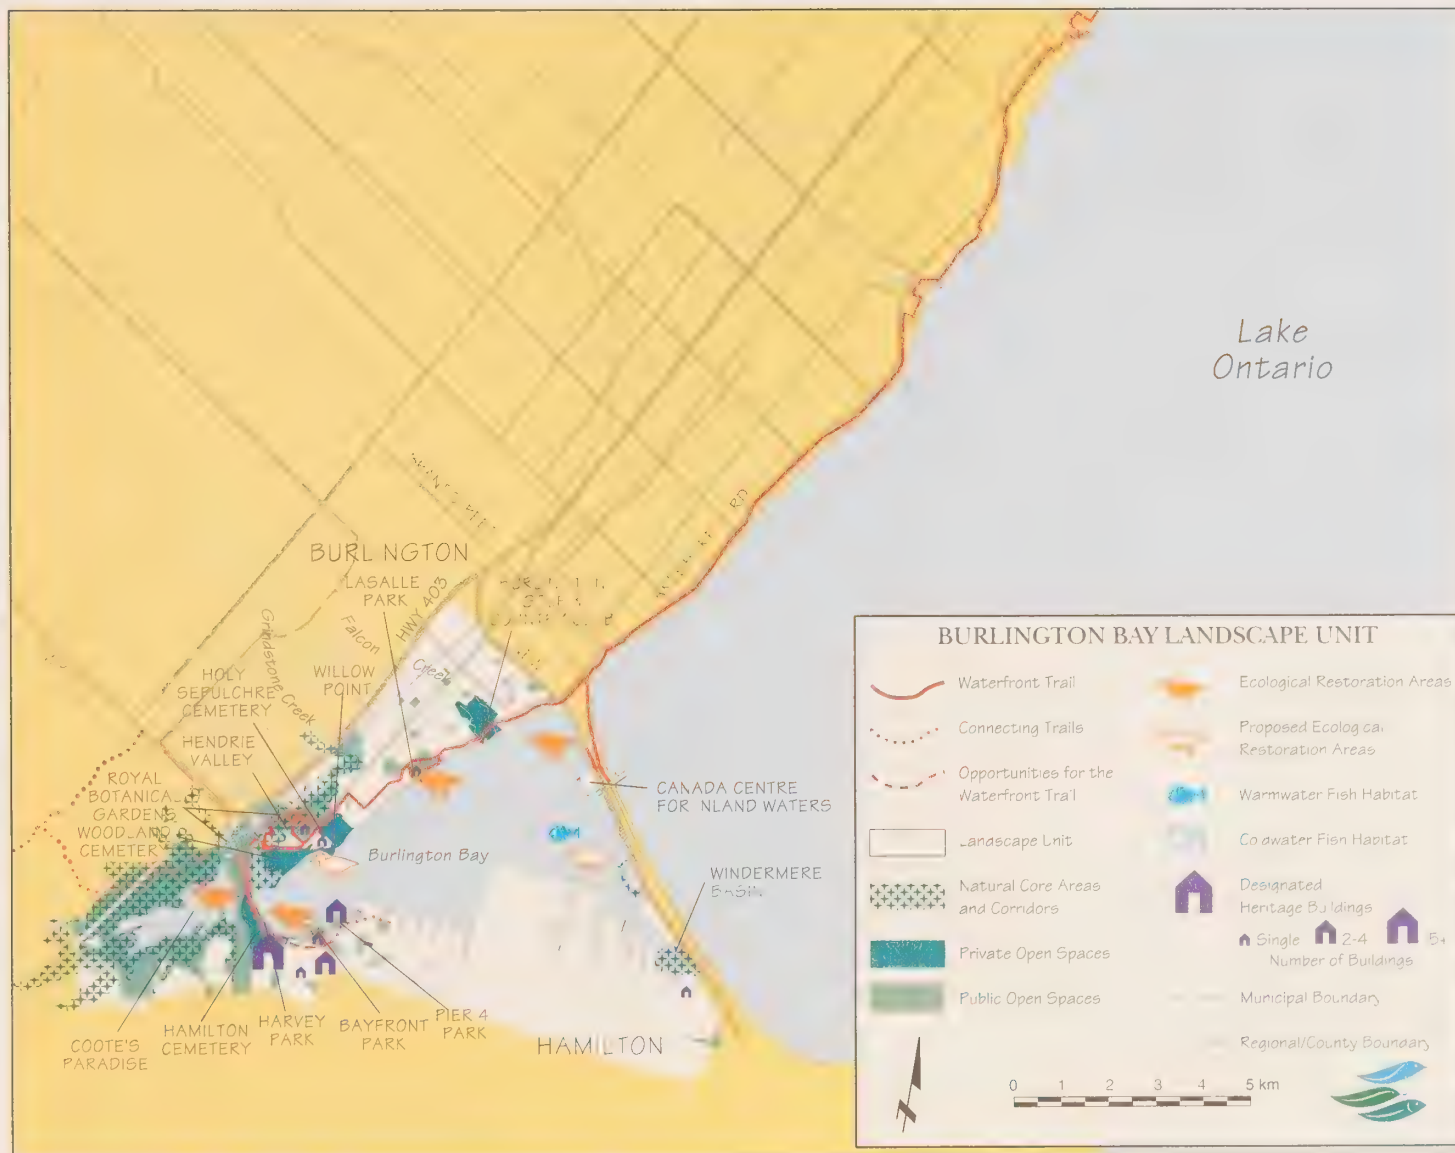 Lake
Ontario
BURL NGTON
LASALLE
PARK
HWY 403
Falcon
Creek
Grindstone Creek
RD
HOLY
SEPULCHRE
CEMETERY
WILLOW
POINT
HENDRIE
VALLEY
ROYAL
BOTANICA
GARDENS
WOODLAND
CEMETER
Burlington Bay
CANADA CENTRE
FOR NLAND WATERS
WINDERMERE
COOTE'S
PARADISE
HAMILTON
CEMETERY
HARVEY
PARK
BAYFRONT
PARK
PIER 4
PARK
HAMILTON
BURLINGTON BAY LANDSCAPE UNIT
Waterfront Trail
Connecting Trails
Opportunities for the
Waterfront Trail
Landscape Unit
Natural Core Areas
and Corridors
Private Open Spaces
Public Open Spaces
Ecological Restoration Areas
Proposed Ecological
Restoration Areas
Warmwater Fish Habitat
Coldwater Fish Habitat
Designated
Heritage Buildings
Single 2-4 5+
Number of Buildings
Municipal Boundary
Regional/County Boundary
0 1 2 3 4 5 km